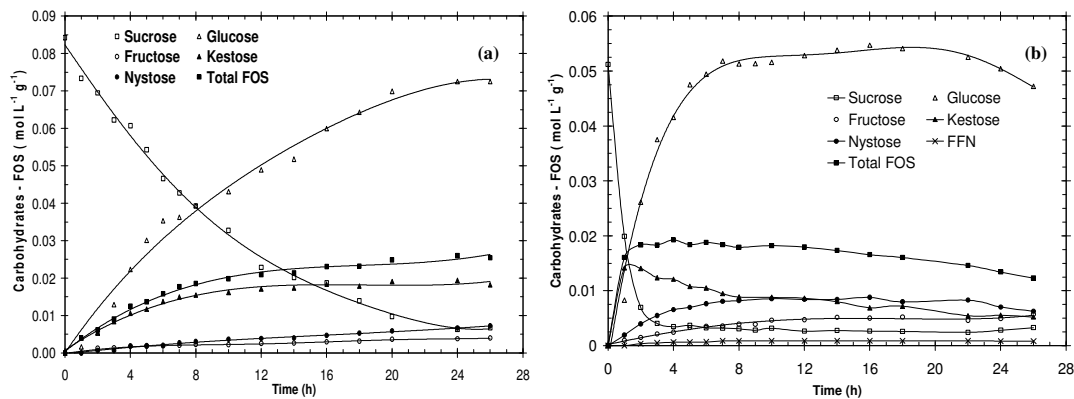 0.09
0.08
0.07
0.06
0.05
0.04
0.03
0.02
0.01
0.00
Carbohydrates - FOS ( mol L-1 g-1)
Sucrose
Glucose
Fructose
Kestose
Nystose
Total FOS
(a)
0 4 8 12 16 20 24 28
Time (h)
0.06
0.05
0.04
0.03
0.02
0.01
0
Carbohydrates - FOS ( mol L-1 g-1)
(b)
Sucrose
Glucose
Fructose
Kestose
Nystose
FFN
Total FOS
0 4 8 12 16 20 24 28
Time (h)